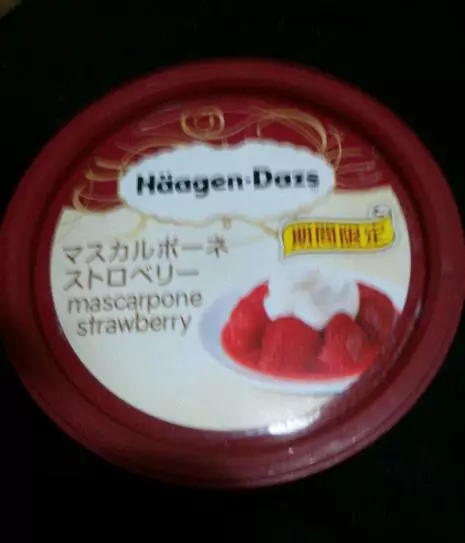 Häagen-Dazs
期間限定
マスカルポーネ
ストロベリー
mascarpone
strawberry